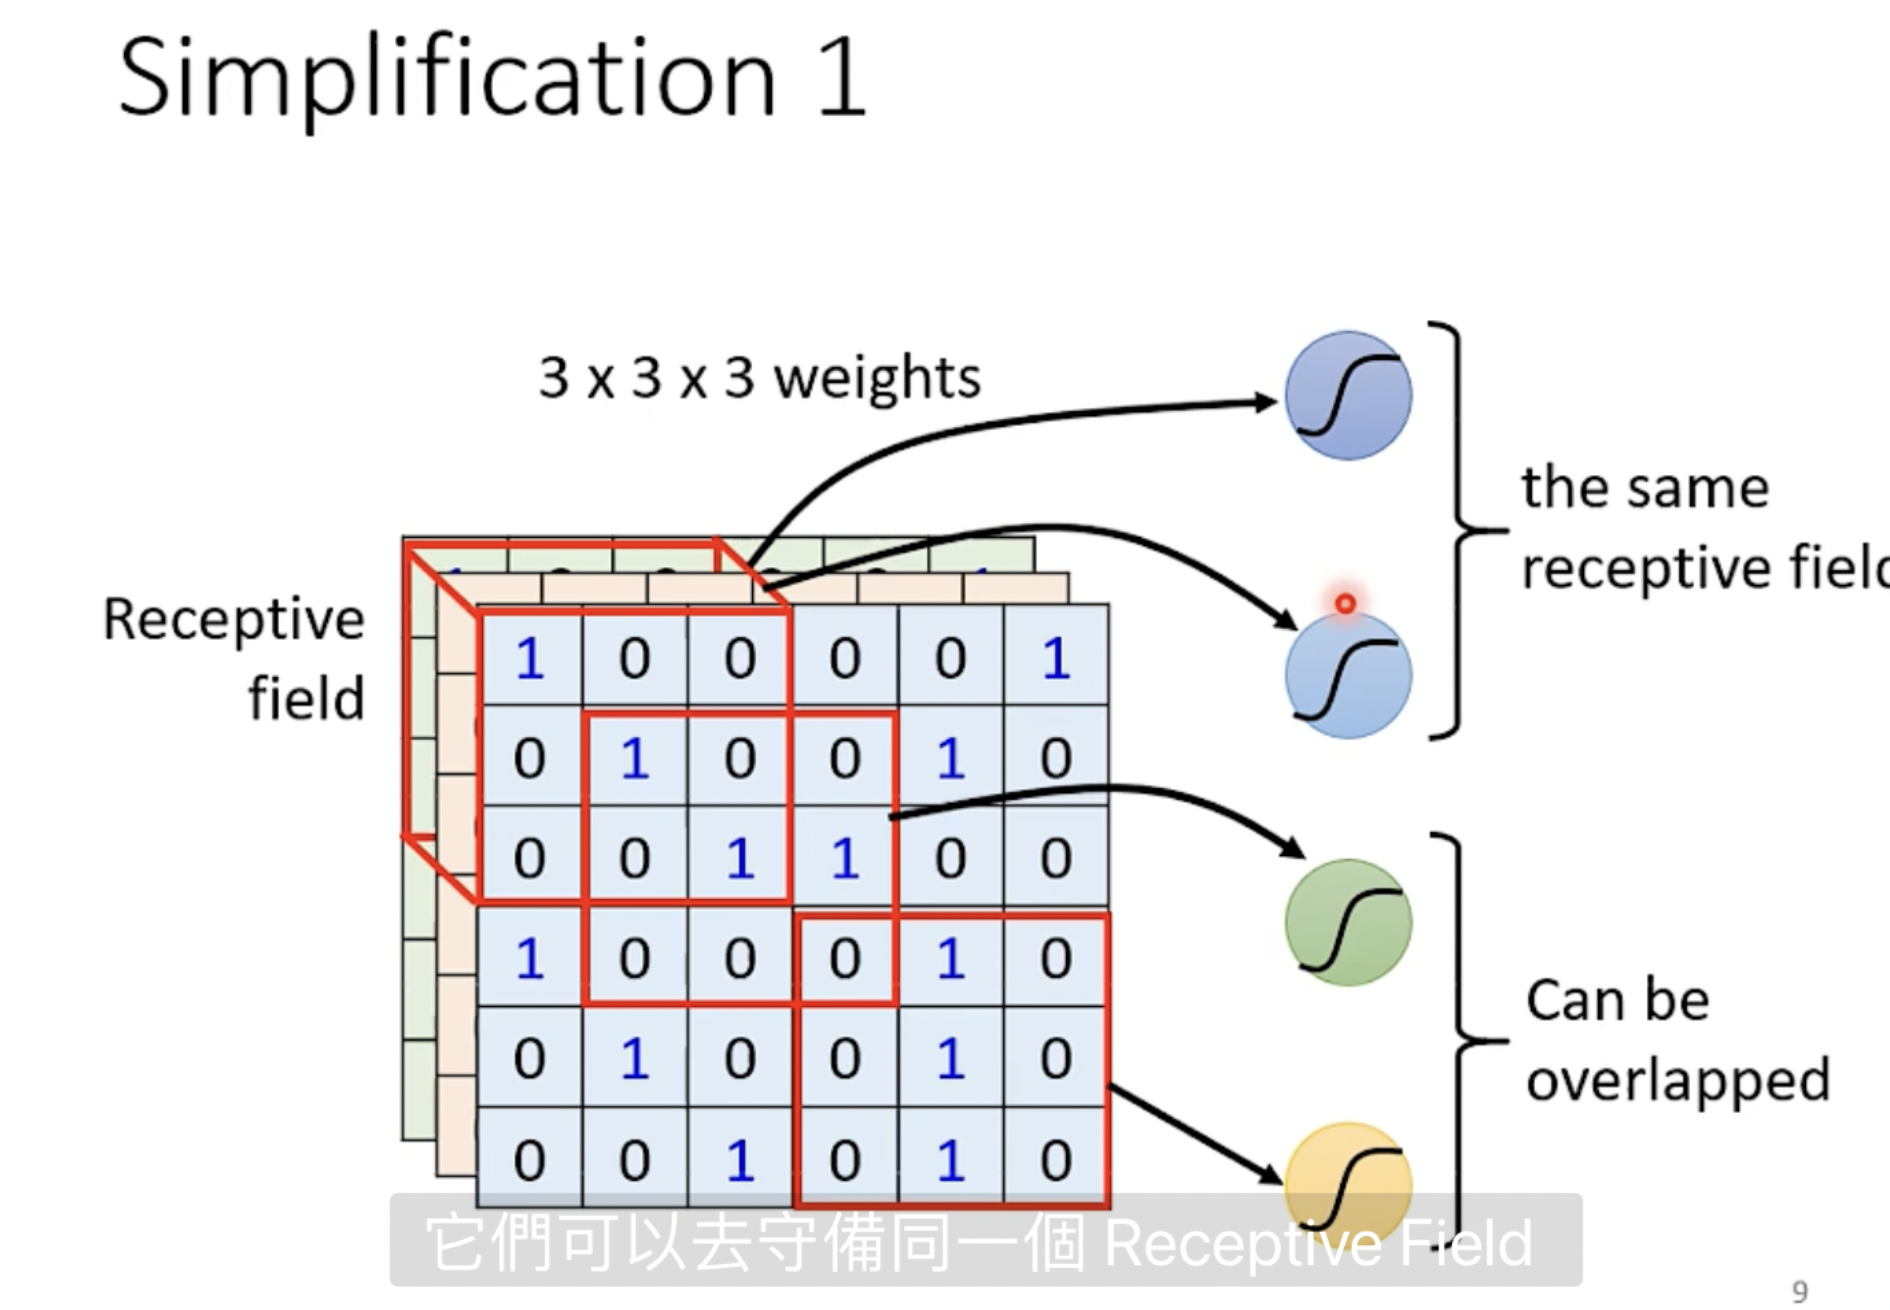 Simplification 1
3 x 3 x 3 weights
the same
receptive field
Receptive
field
1 0 0 0 0 1
0 1 0 0 1 0
0 0 1 1 0 0
1 0 0 0 1 0
0 1 0 0 1 0
0 0 1 0 1 0
Can be
overlapped
它們可以去守備同一個 Receptive Field
9